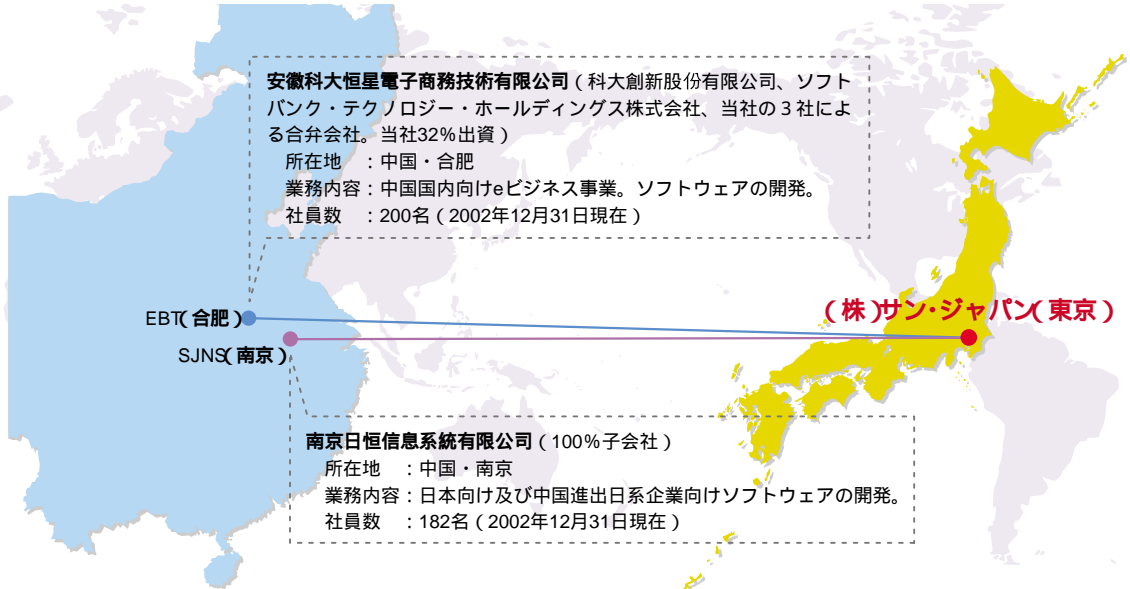 安徽科大恒星電子商務技術有限公司(科大創新股份有限公司、ソフト
バンク・テクノロジー・ホールディングス株式会社、当社の3社によ
る合弁会社。当社32%出資)
所在地 :中国・合肥
業務内容:中国国内向けeビジネス事業。ソフトウェアの開発。
社員数 :200名(2002年12月31日現在)
EBT(合肥)
(株)サン・ジャパン(東京)
SJNS(南京)
南京日恒信息系統有限公司(100%子会社)
所在地 :中国・南京
業務内容:日本向け及び中国進出日系企業向けソフトウェアの開発。
社員数 :182名(2002年12月31日現在)